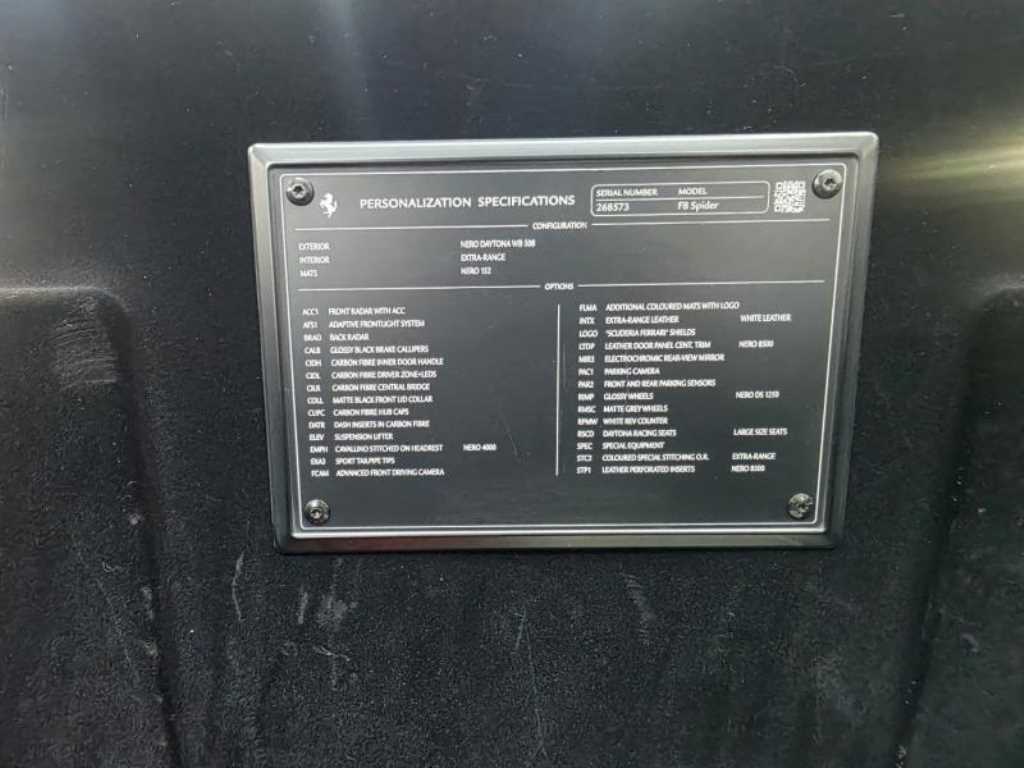 PERSONALIZATION SPECIFICATIONS
SERIAL NUMBER MODEL
268573 F8 Spider
CONFIGURATION
EXTERIOR NERO DAYTONA WB 508
INTERIOR EXTRA-RANGE
MATS NERO 152
OPTIONS
ACC1 FRONT RADAR WITH ACC
AFS1 ADAPTIVE FRONTLIGHT SYSTEM
BRAD BACK RADAR
CALB GLOSSY BLACK BRAKE CALLIPERS
CIDH CARBON FIBRE INNER DOOR HANDLE
CIDL CARBON FIBRE DRIVER ZONE+LEDS
CILR CARBON FIBRE CENTRAL BRIDGE
COLL MATTE BLACK FRONT LID COLLAR
CUPC CARBON FIBRE HUB CAPS
DATR DASH INSERTS IN CARBON FIBRE
ELEV SUSPENSION LIFTER
EMPH CAVALLINO STITCHED ON HEADREST NERO 4000
EXA2 SPORT TAILPIPE TIPS
FCAM ADVANCED FRONT DRIVING CAMERA
FLMA ADDITIONAL COLOURED MATS WITH LOGO
INTX EXTRA-RANGE LEATHER WHITE LEATHER
LOGO "SCUDERIA FERRARI" SHIELDS
LTDP LEATHER DOOR PANEL CENT. TRIM NERO 8500
MIR3 ELECTROCHROMIC REAR-VIEW MIRROR
PAC1 PARKING CAMERA
PAR2 FRONT AND REAR PARKING SENSORS
RIMP GLOSSY WHEELS NERO DS 1250
RMSC MATTE GREY WHEELS
RPMW WHITE REV COUNTER
RSCD DAYTONA RACING SEATS LARGE SIZE SEATS
SPEC SPECIAL EQUIPMENT
STC2 COLOURED SPECIAL STITCHING O.R. EXTRA-RANGE
STP1 LEATHER PERFORATED INSERTS NERO 8500